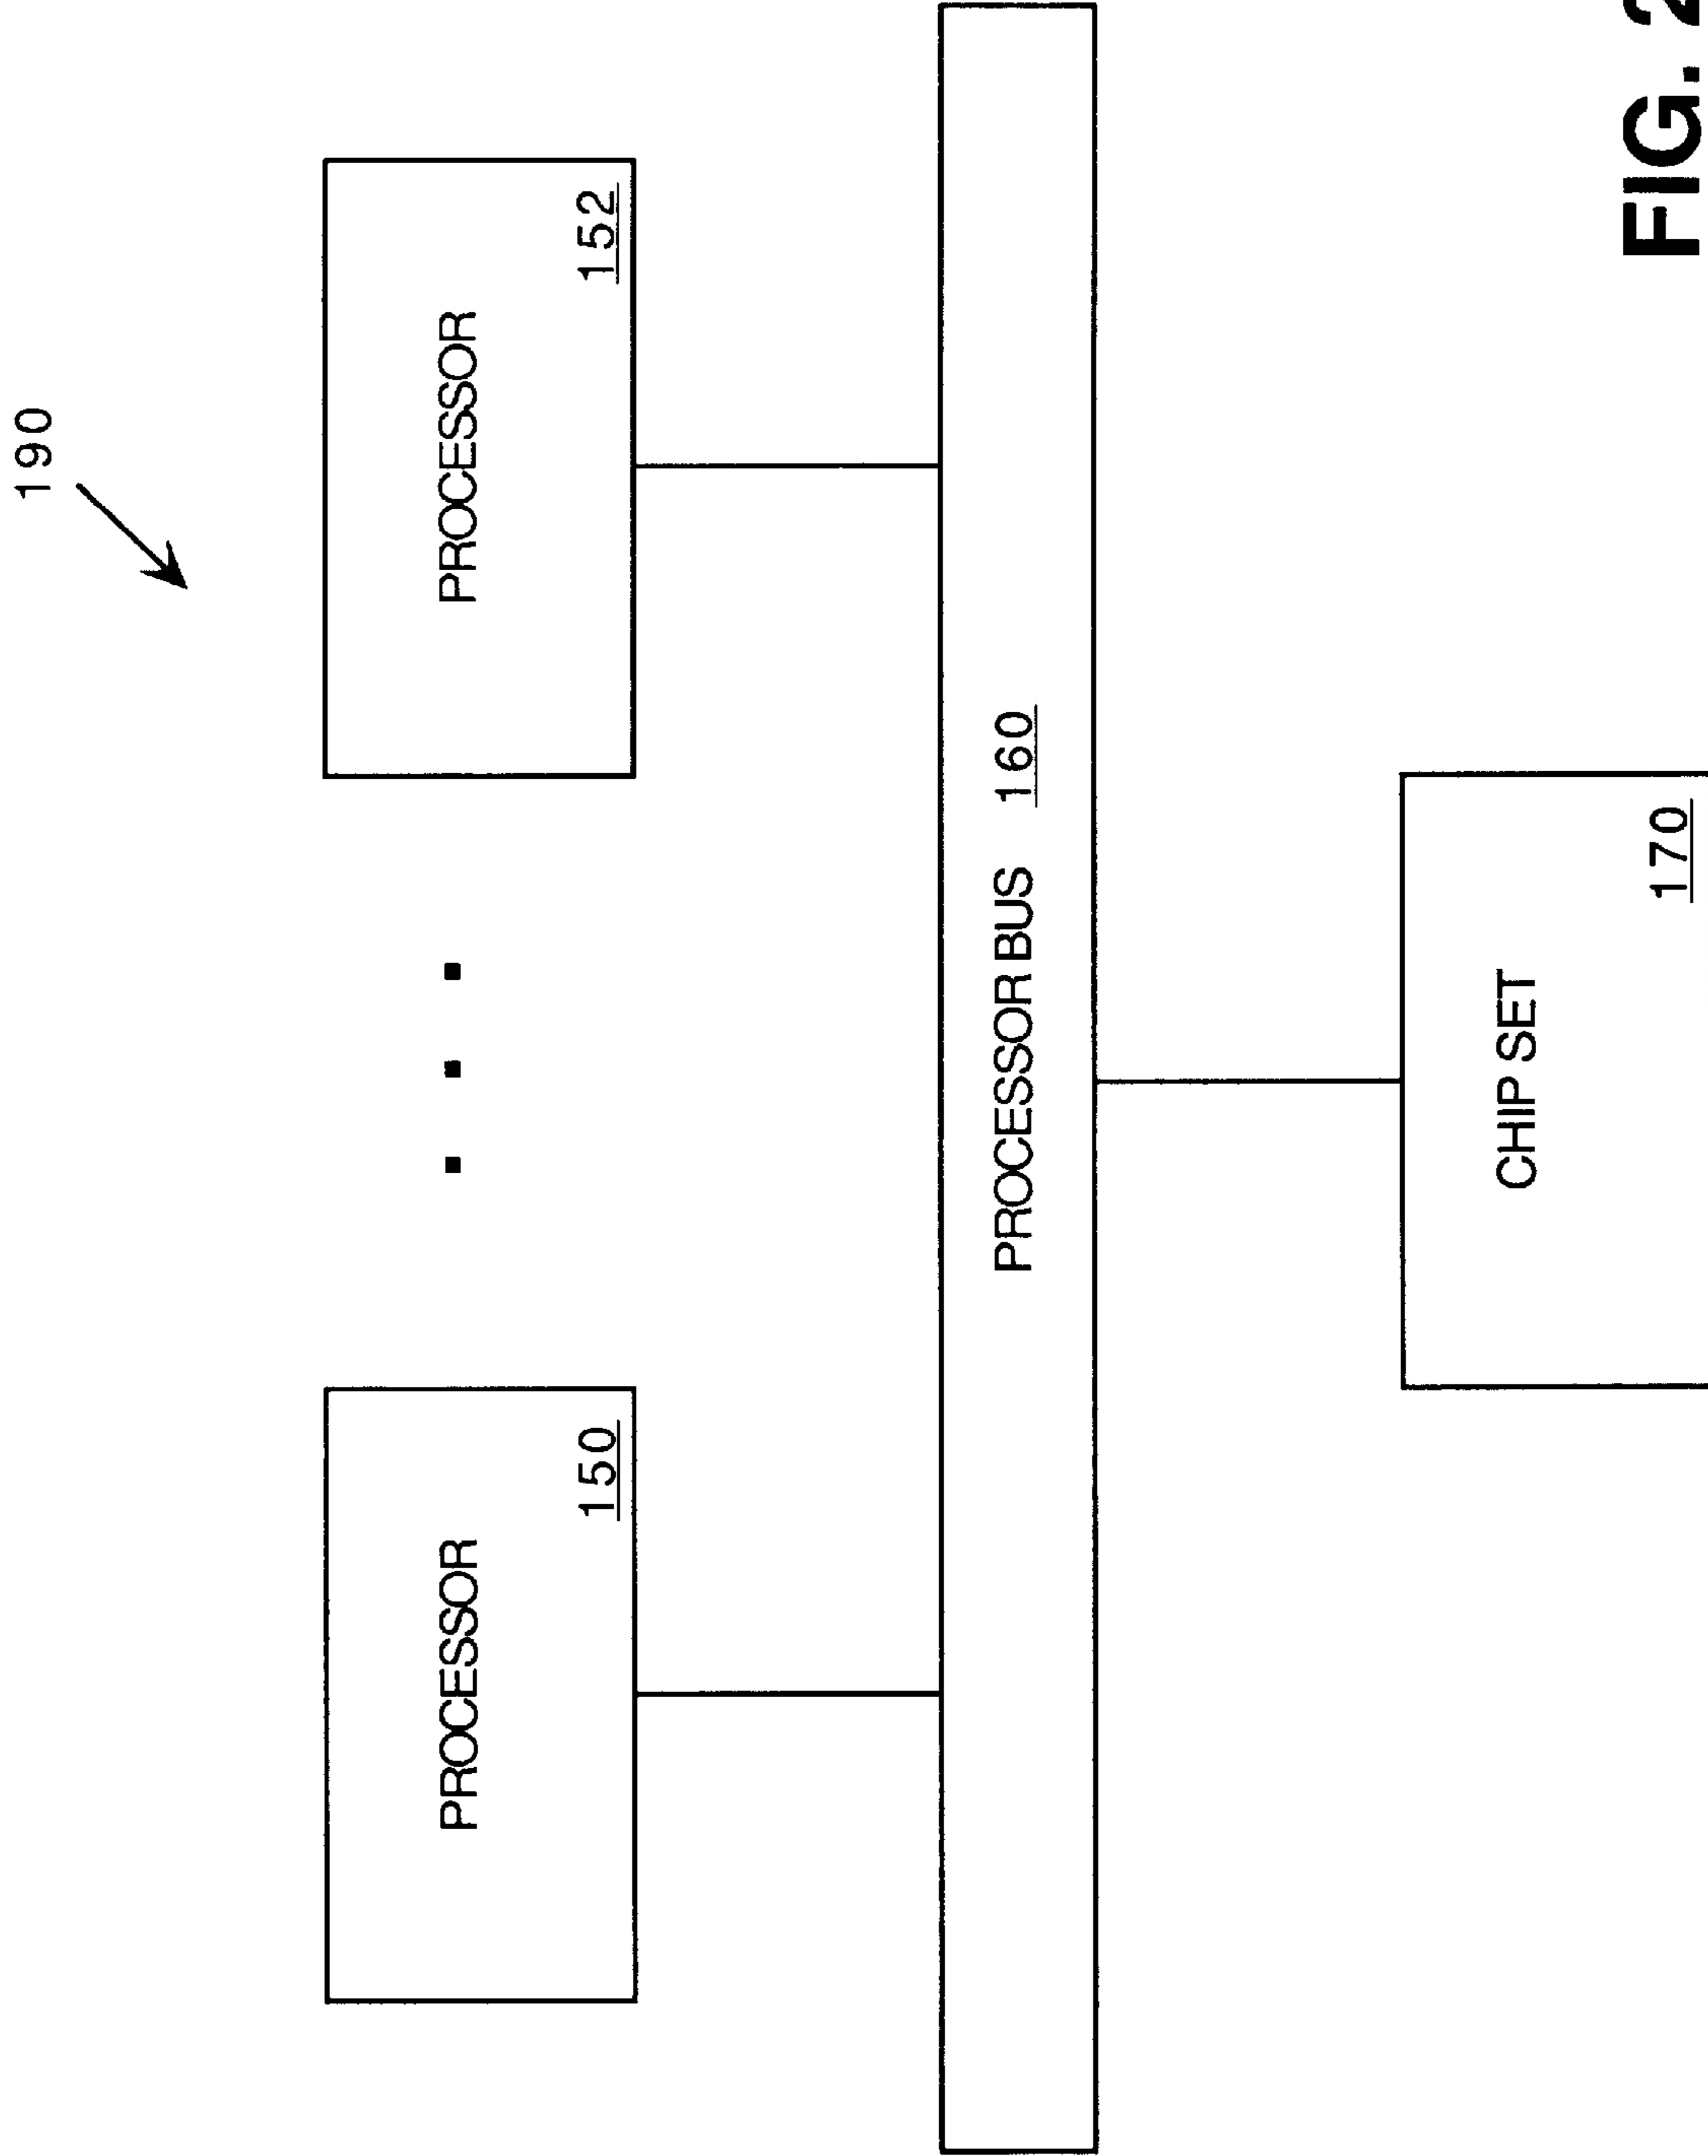 190
PROCESSOR
150
PROCESSOR
152
PROCESSOR BUS 160
CHIP SET
170
FIG. 2